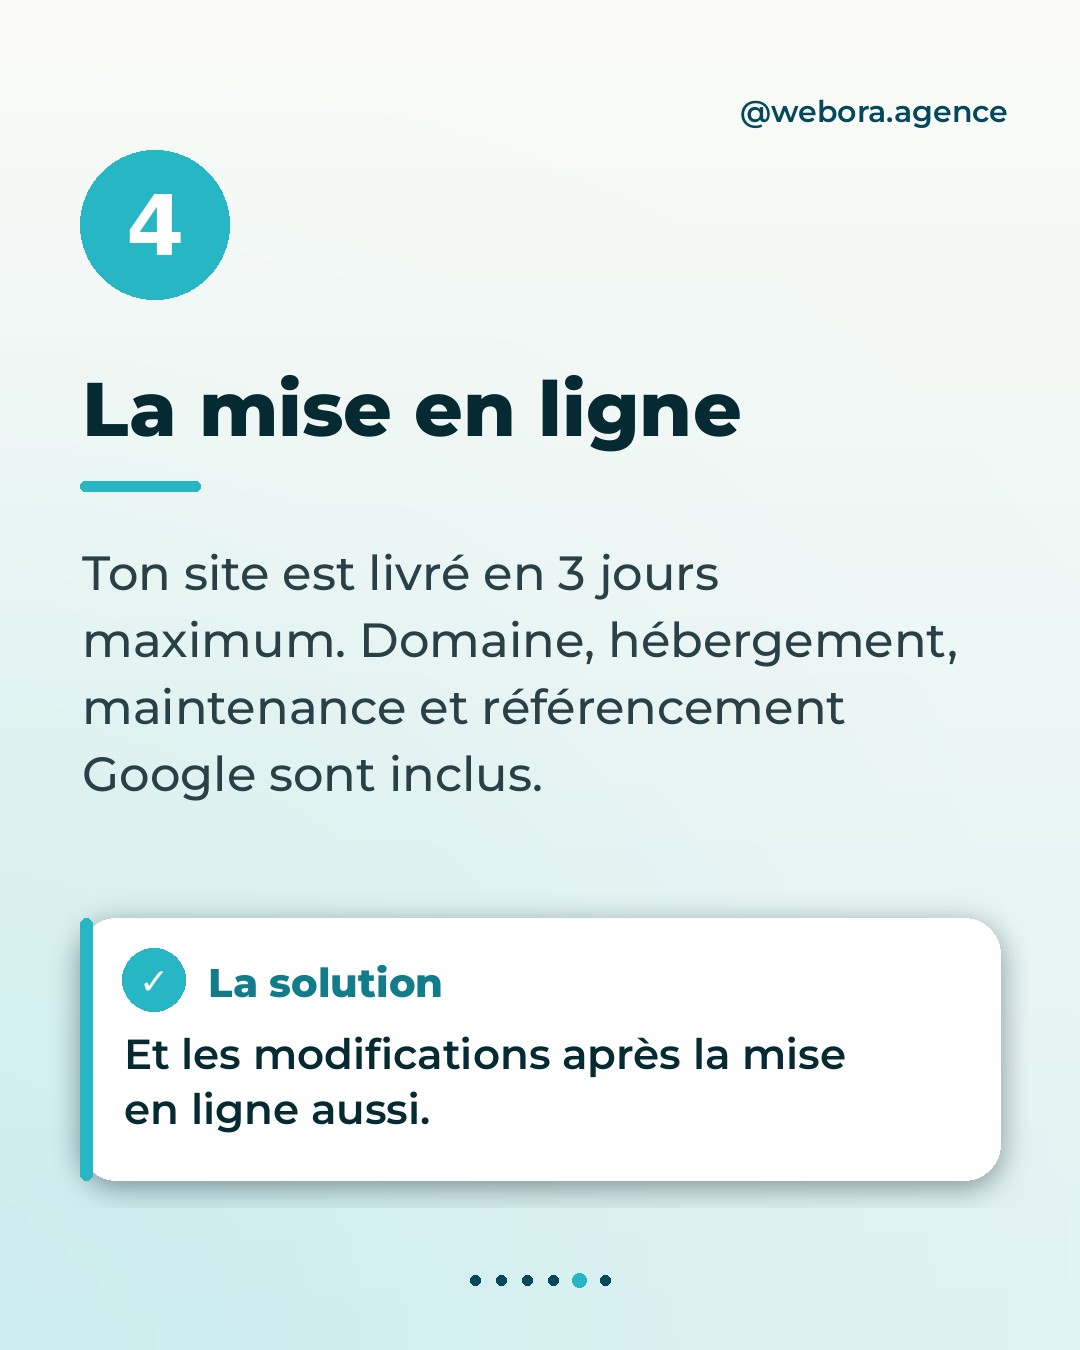 @webora.agence
4
La mise en ligne
Ton site est livré en 3 jours
maximum. Domaine, hébergement,
maintenance et référencement
Google sont inclus.
✓ La solution
Et les modifications après la mise
en ligne aussi.